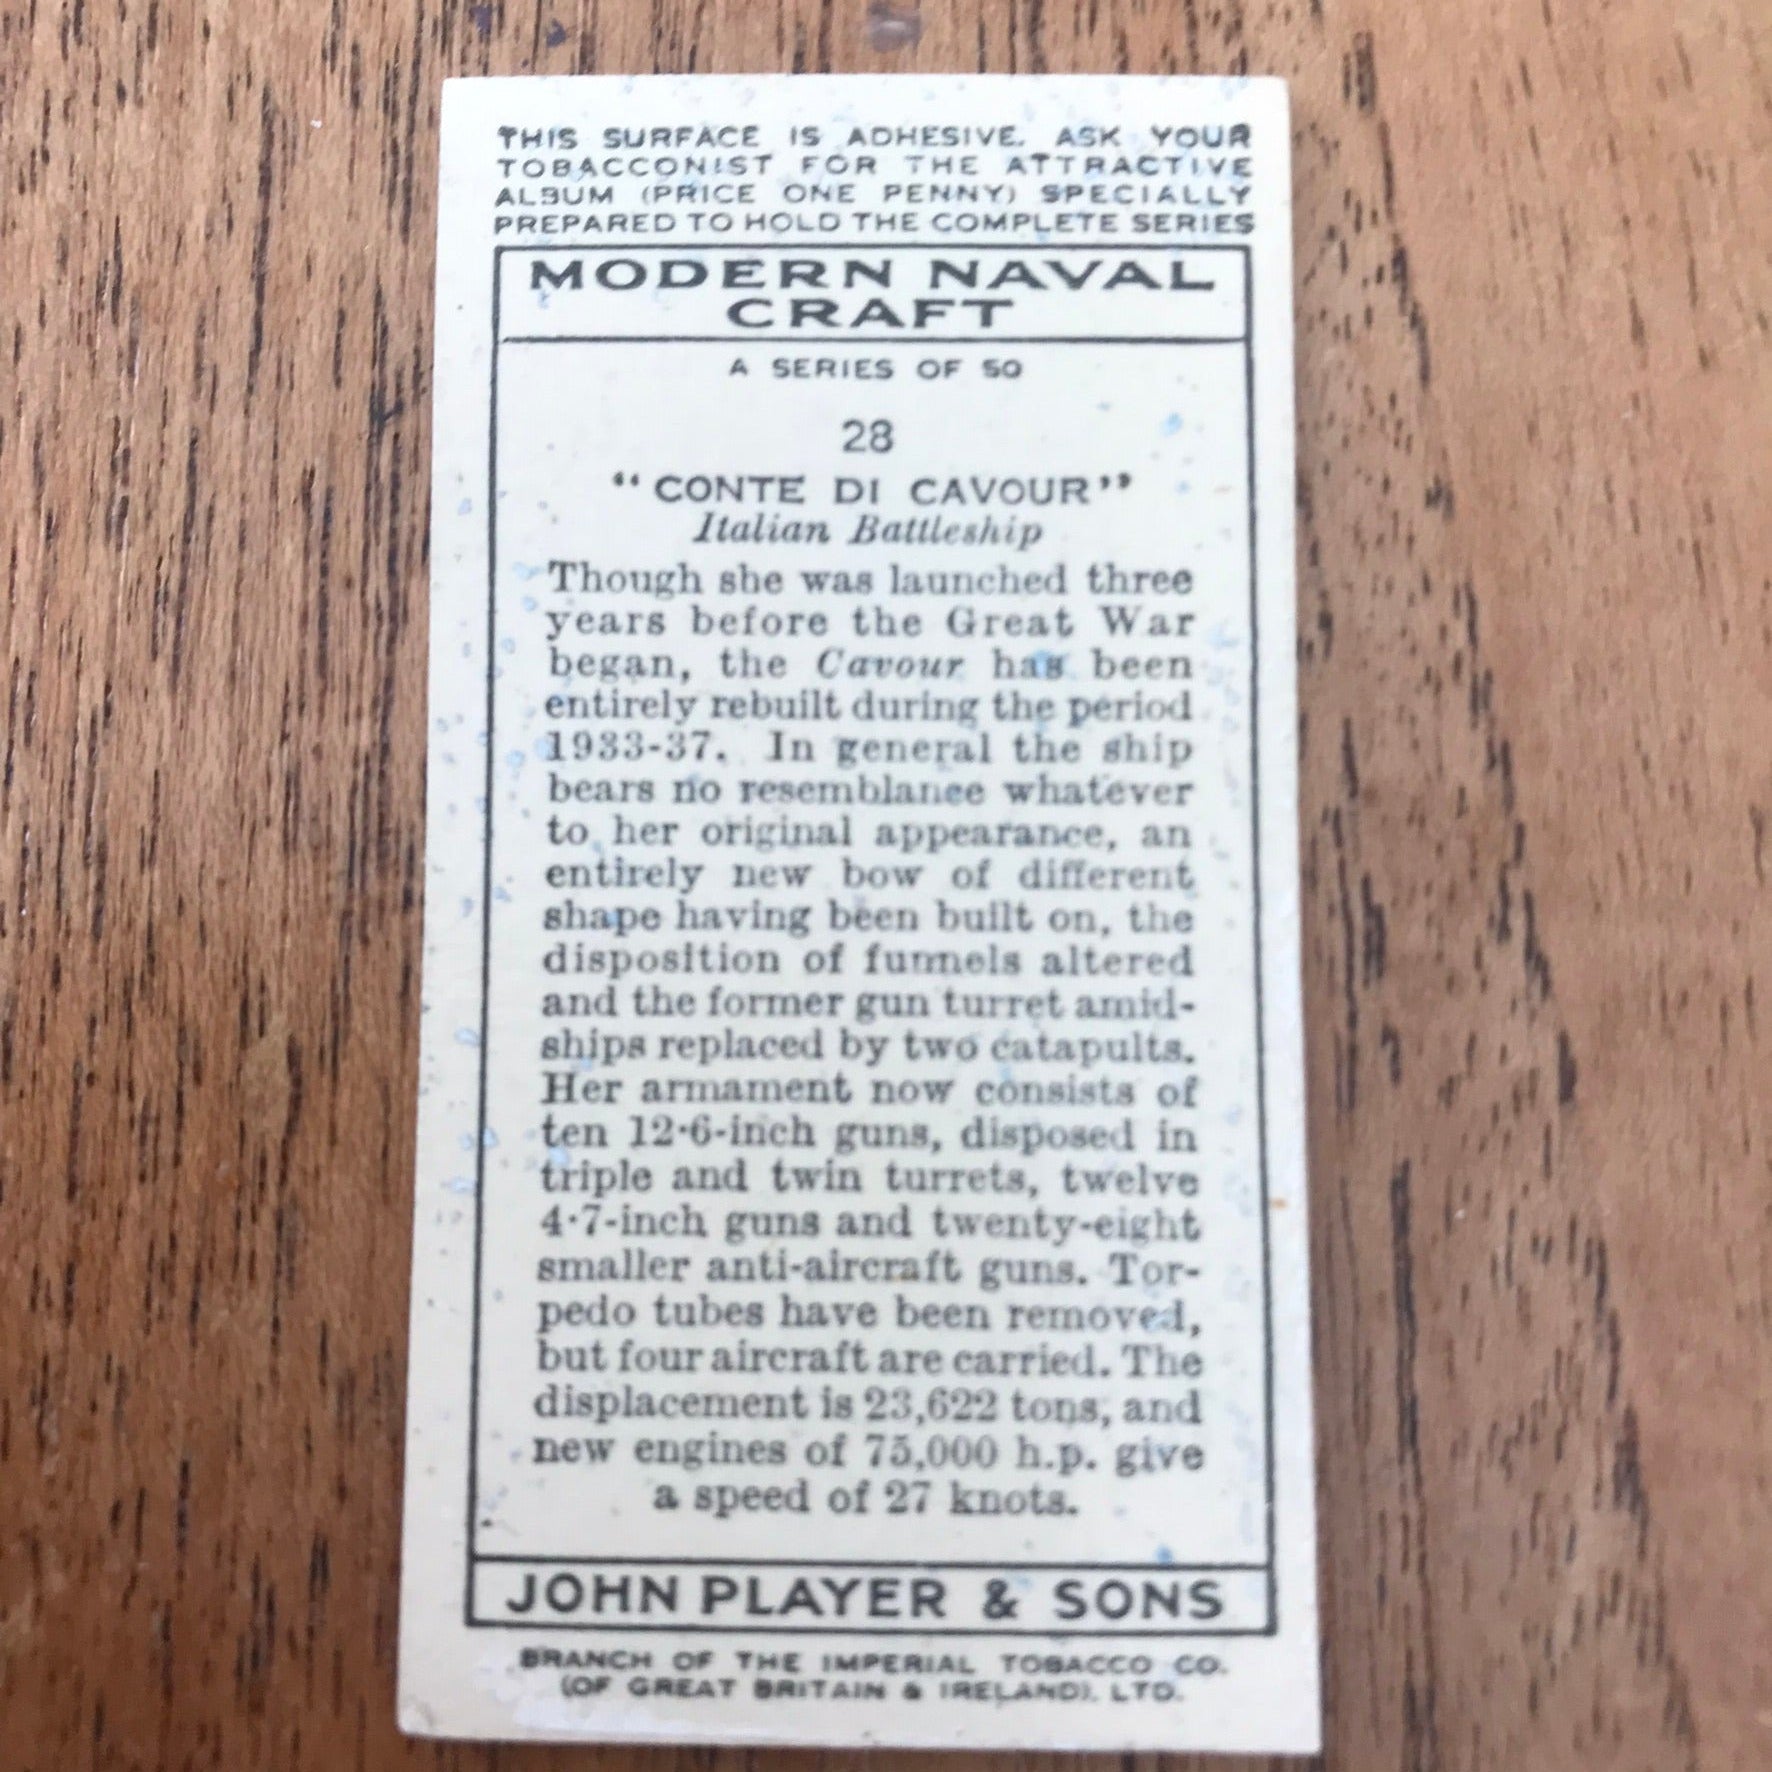 THIS SURFACE IS ADHESIVE. ASK YOUR
TOBACCONIST FOR THE ATTRACTIVE
ALBUM (PRICE ONE PENNY) SPECIALLY
PREPARED TO HOLD THE COMPLETE SERIES
MODERN NAVAL
CRAFT
A SERIES OF 50
28
"CONTE DI CAVOUR"
Italian Battleship
Though she was launched three
years before the Great War
began, the Cavour has been
entirely rebuilt during the period
1933-37. In general the ship
bears no resemblance whatever
to her original appearance, an
entirely new bow of different
shape having been built on, the
disposition of funnels altered
and the former gun turret amid-
ships replaced by two catapults.
Her armament now consists of
ten 12·6-inch guns, disposed in
triple and twin turrets, twelve
4·7-inch guns and twenty-eight
smaller anti-aircraft guns. Tor-
pedo tubes have been removed,
but four aircraft are carried. The
displacement is 23,622 tons, and
new engines of 75,000 h.p. give
a speed of 27 knots.
JOHN PLAYER & SONS
BRANCH OF THE IMPERIAL TOBACCO CO.
(OF GREAT BRITAIN & IRELAND), LTD.